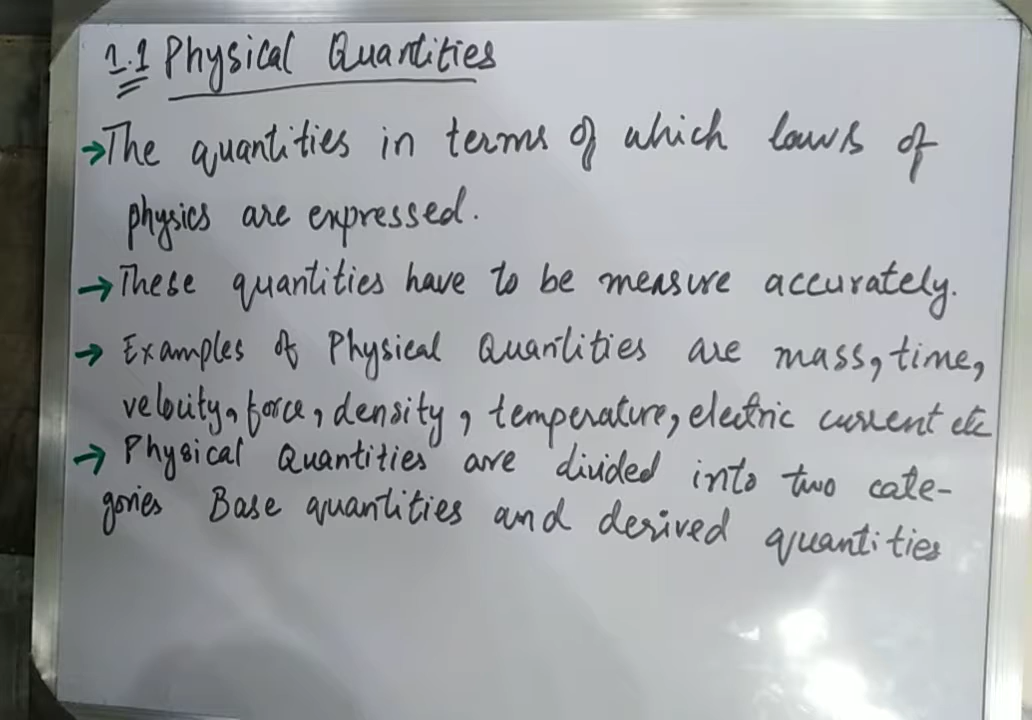 1.1 Physical Quantities
→The quantities in terms of which laws of
physics are expressed.
→These quantities have to be measure accurately.
→ Examples of Physical Quantities are mass, time,
velocity, force, density, temperature, electric current etc
→ Physical Quantities are divided into two cate-
gories Base quantities and derived quantities